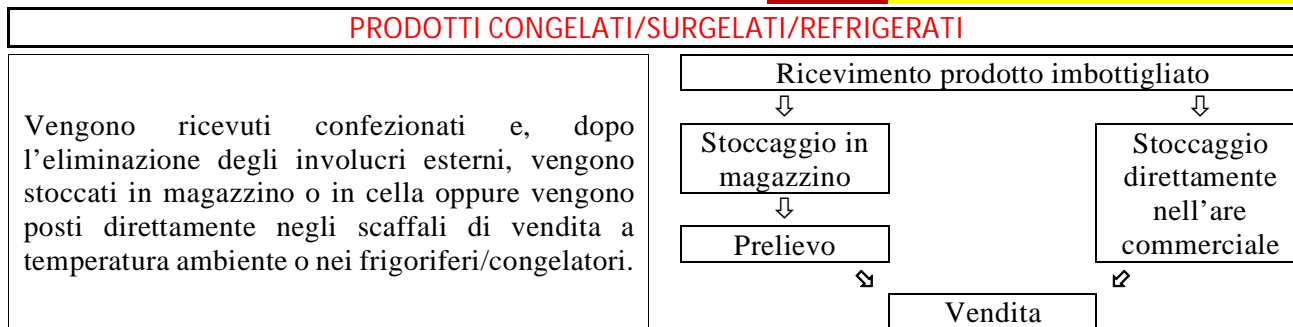 PRODOTTI CONGELATI/SURGELATI/REFRIGERATI
Vengono ricevuti confezionati e, dopo
l’eliminazione degli involucri esterni, vengono
stoccati in magazzino o in cella oppure vengono
posti direttamente negli scaffali di vendita a
temperatura ambiente o nei frigoriferi/congelatori.
Ricevimento prodotto imbottigliato
Stoccaggio in
magazzino
Prelievo
Stoccaggio
direttamente
nell’are
commerciale
Vendita